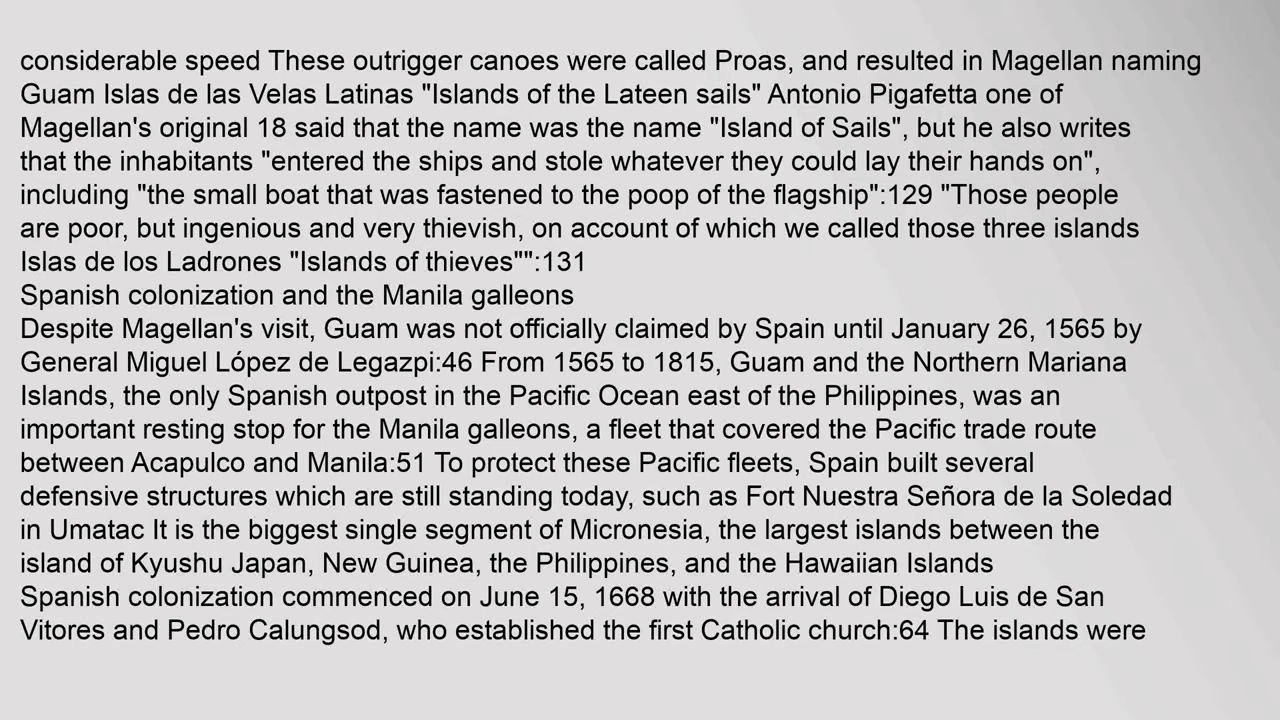 considerable speed These outrigger canoes were called Proas, and resulted in Magellan naming
Guam Islas de las Velas Latinas "Islands of the Lateen sails" Antonio Pigafetta one of
Magellan's original 18 said that the name was the name "Island of Sails", but he also writes
that the inhabitants "entered the ships and stole whatever they could lay their hands on",
including "the small boat that was fastened to the poop of the flagship":129 "Those people
are poor, but ingenious and very thievish, on account of which we called those three islands
Islas de los Ladrones "Islands of thieves"":131
Spanish colonization and the Manila galleons
Despite Magellan's visit, Guam was not officially claimed by Spain until January 26, 1565 by
General Miguel López de Legazpi:46 From 1565 to 1815, Guam and the Northern Mariana
Islands, the only Spanish outpost in the Pacific Ocean east of the Philippines, was an
important resting stop for the Manila galleons, a fleet that covered the Pacific trade route
between Acapulco and Manila:51 To protect these Pacific fleets, Spain built several
defensive structures which are still standing today, such as Fort Nuestra Señora de la Soledad
in Umatac It is the biggest single segment of Micronesia, the largest islands between the
island of Kyushu Japan, New Guinea, the Philippines, and the Hawaiian Islands
Spanish colonization commenced on June 15, 1668 with the arrival of Diego Luis de San
Vitores and Pedro Calungsod, who established the first Catholic church:64 The islands were